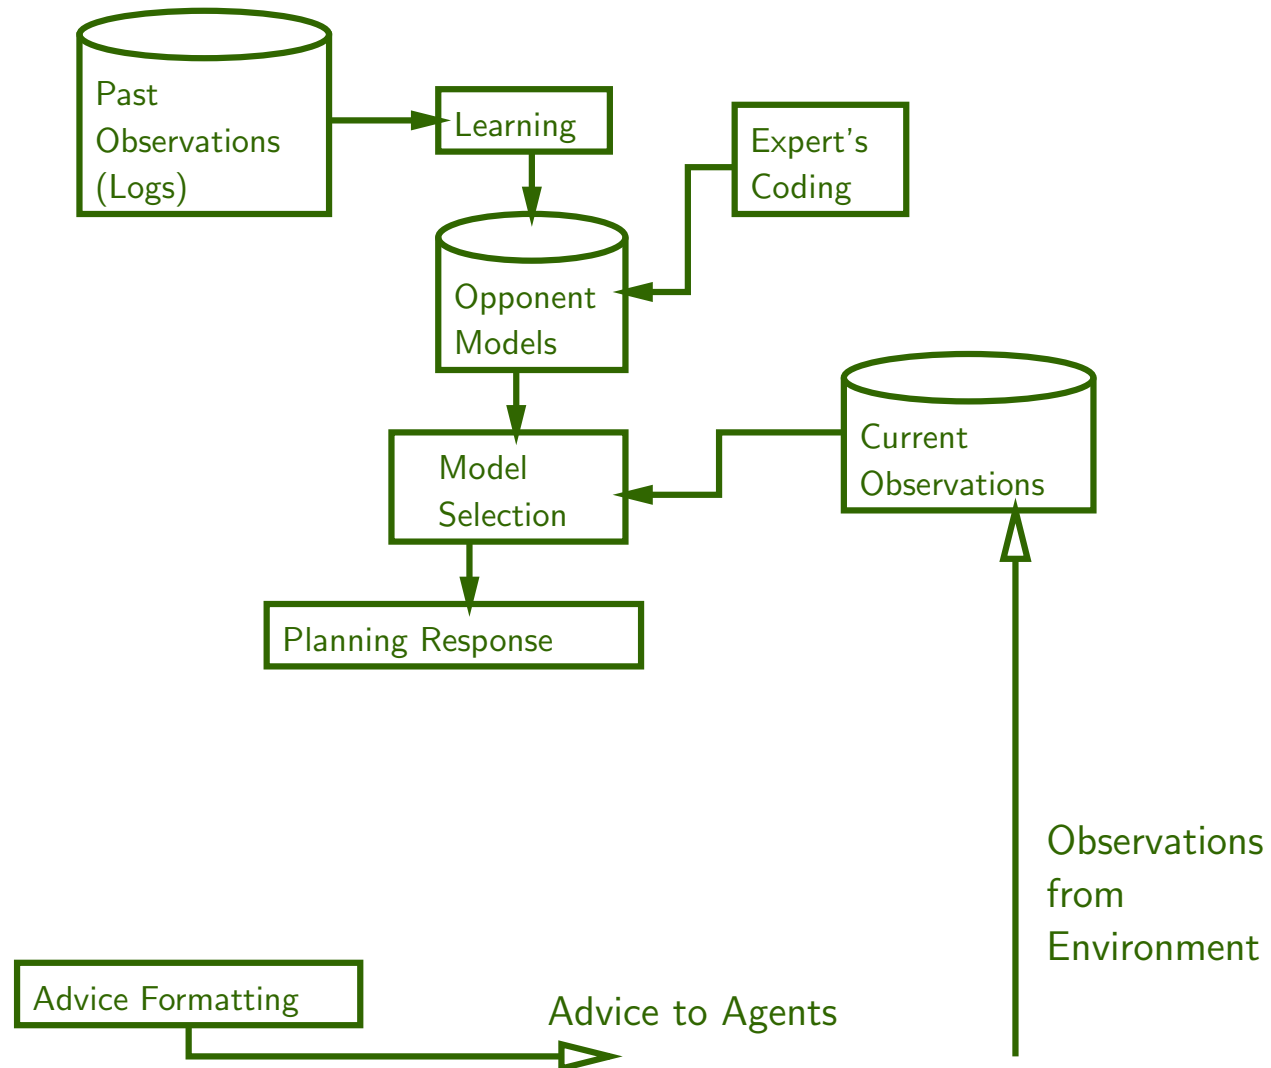 Past
Observations
(Logs)
Learning
Expert's
Coding
Opponent
Models
Current
Observations
Model
Selection
Planning Response
Observations
from
Environment
Advice Formatting
Advice to Agents